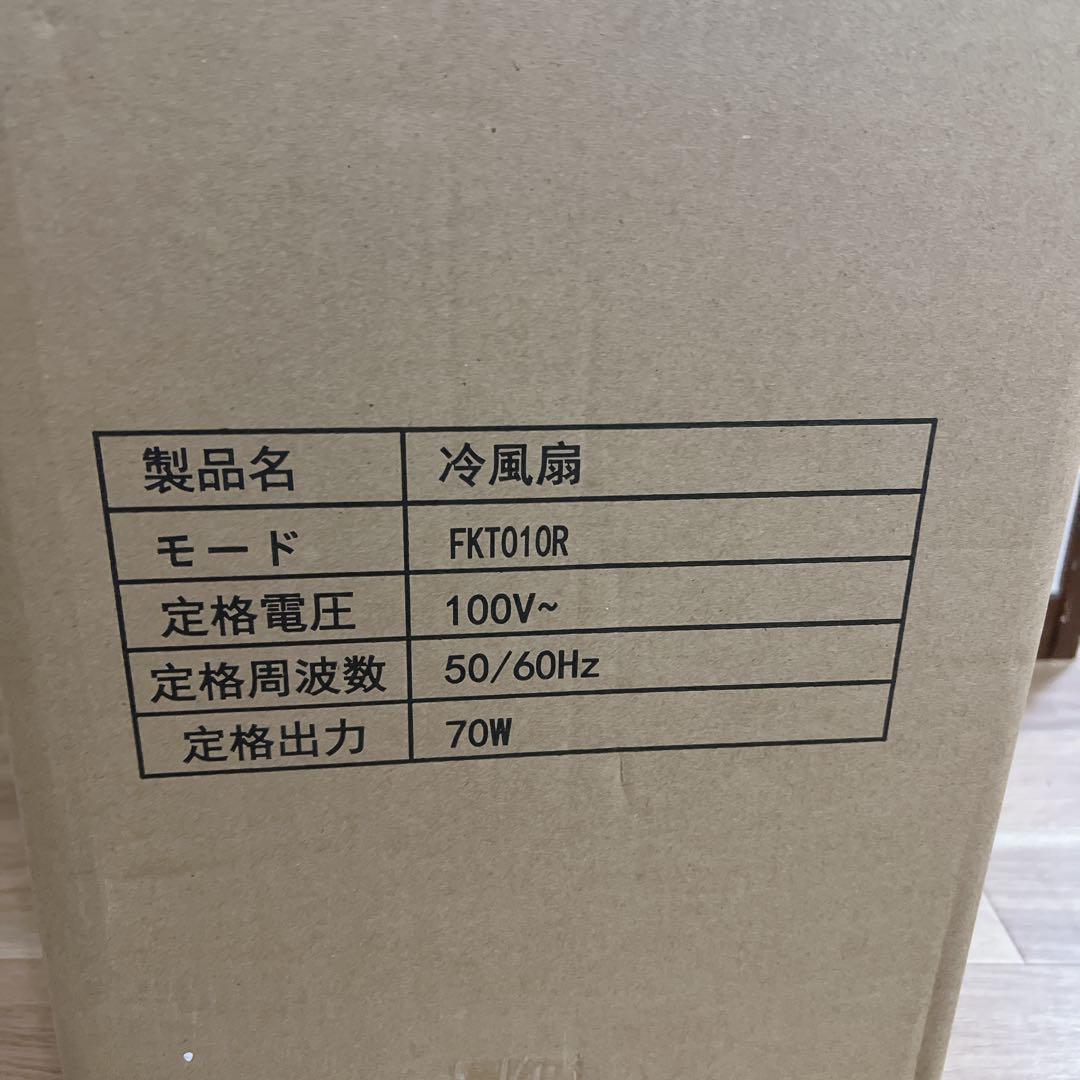 製品名 冷風扇
モード FKT010R
定格電圧 100V~
定格周波数 50/60Hz
定格出力 70W